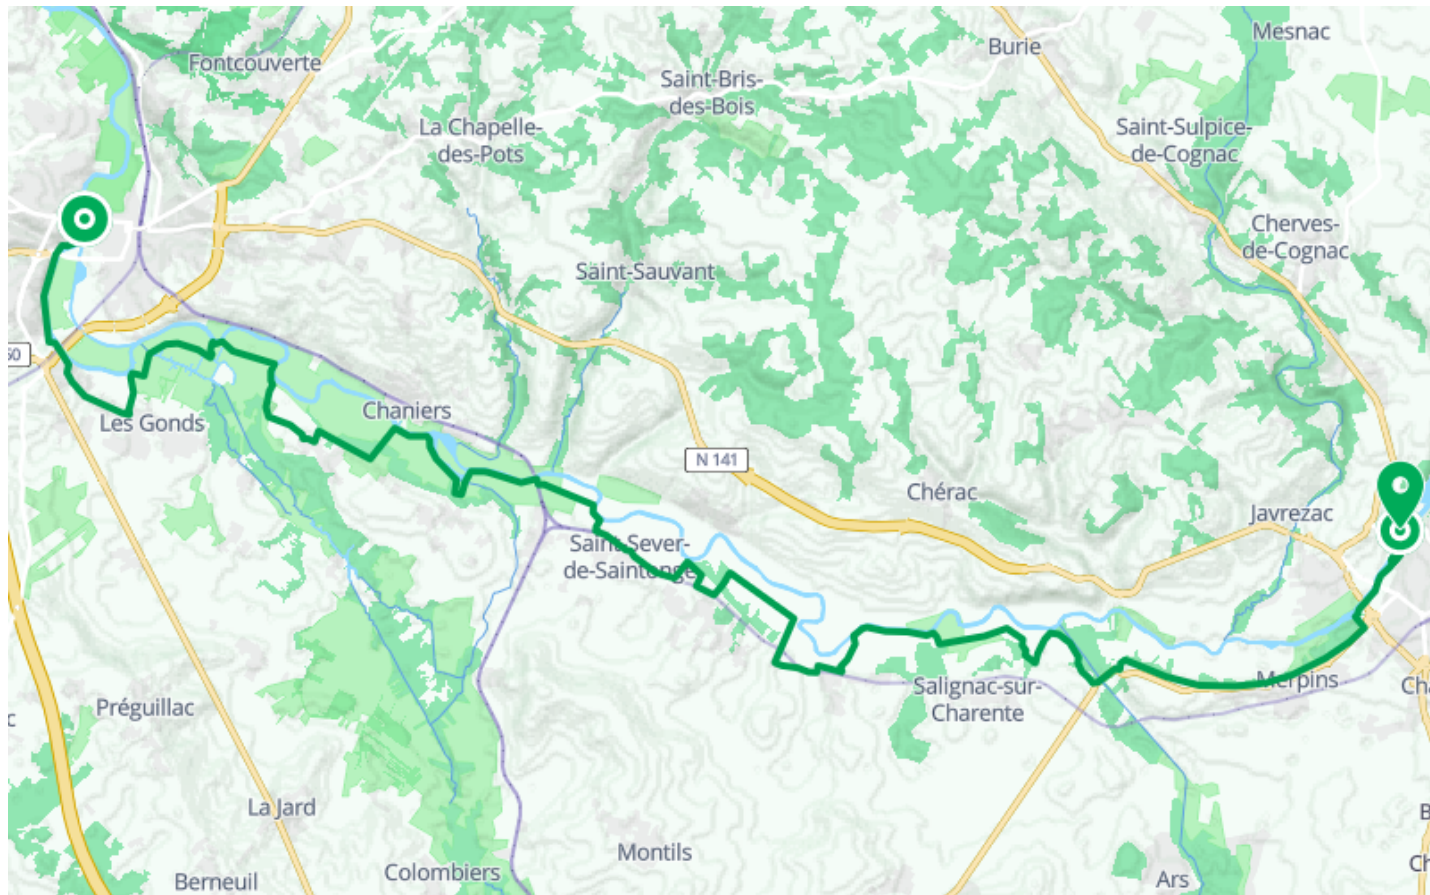 Mesnac
Burie
Fontcouverte
Saint-Bris-
des-Bois
La Chapelle-
des-Pots
Saint-Sulpice-
de-Cognac
Cherves-
de-Cognac
Saint-Sauvant
Chaniers
Les Gonds
N 141
Chérac
Javrezac
Saint-Sever-
de-Saintonge
Salignac-sur-
Charente
Merpins
Préguillac
La Jard
Montils
Colombiers
Berneuil
Ars